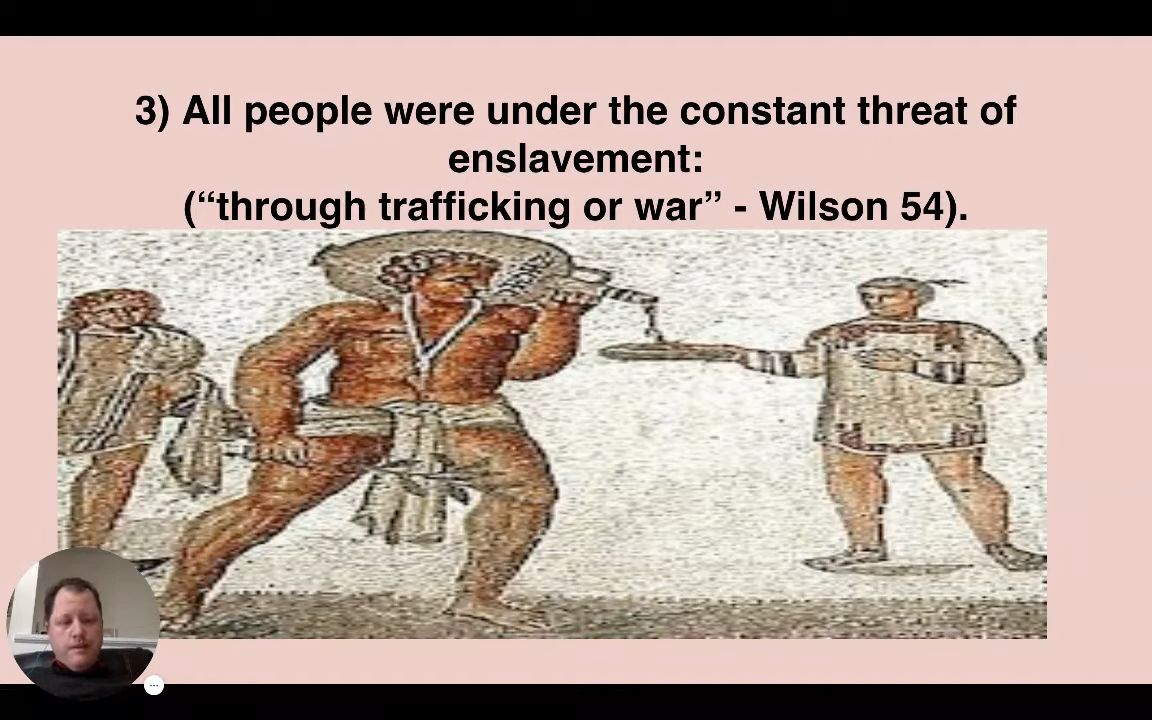 3) All people were under the constant threat of
enslavement:
(“through trafficking or war” - Wilson 54).